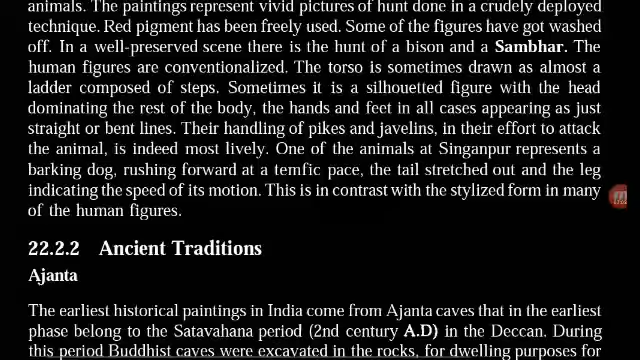 animals. The paintings represent vivid pictures of hunt done in a crudely deployed
technique. Red pigment has been freely used. Some of the figures have got washed
off. In a well-preserved scene there is the hunt of a bison and a Sambhar. The
human figures are conventionalized. The torso is sometimes drawn as almost a
ladder composed of steps. Sometimes it is a silhouetted figure with the head
dominating the rest of the body, the hands and feet in all cases appearing as just
straight or bent lines. Their handling of pikes and javelins, in their effort to attack
the animal, is indeed most lively. One of the animals at Singanpur represents a
barking dog, rushing forward at a temfic pace, the tail stretched out and the leg
indicating the speed of its motion. This is in contrast with the stylized form in many
of the human figures.
22.2.2 Ancient Traditions
Ajanta
The earliest historical paintings in India come from Ajanta caves that in the earliest
phase belong to the Satavahana period (2nd century A.D) in the Deccan. During
this period Buddhist caves were excavated in the rocks, for dwelling purposes for